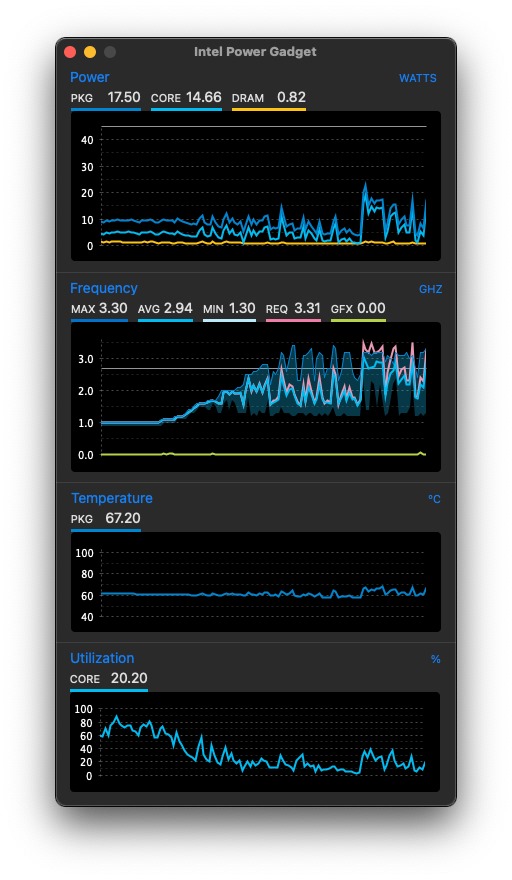 Intel Power Gadget
Power WATTS
PKG 17.50 CORE 14.66 DRAM 0.82
40
30
20
10
0
Frequency GHZ
MAX 3.30 AVG 2.94 MIN 1.30 REQ 3.31 GFX 0.00
3.0
2.0
1.0
0.0
Temperature °C
PKG 67.20
100
80
60
40
Utilization %
CORE 20.20
100
80
60
40
20
0